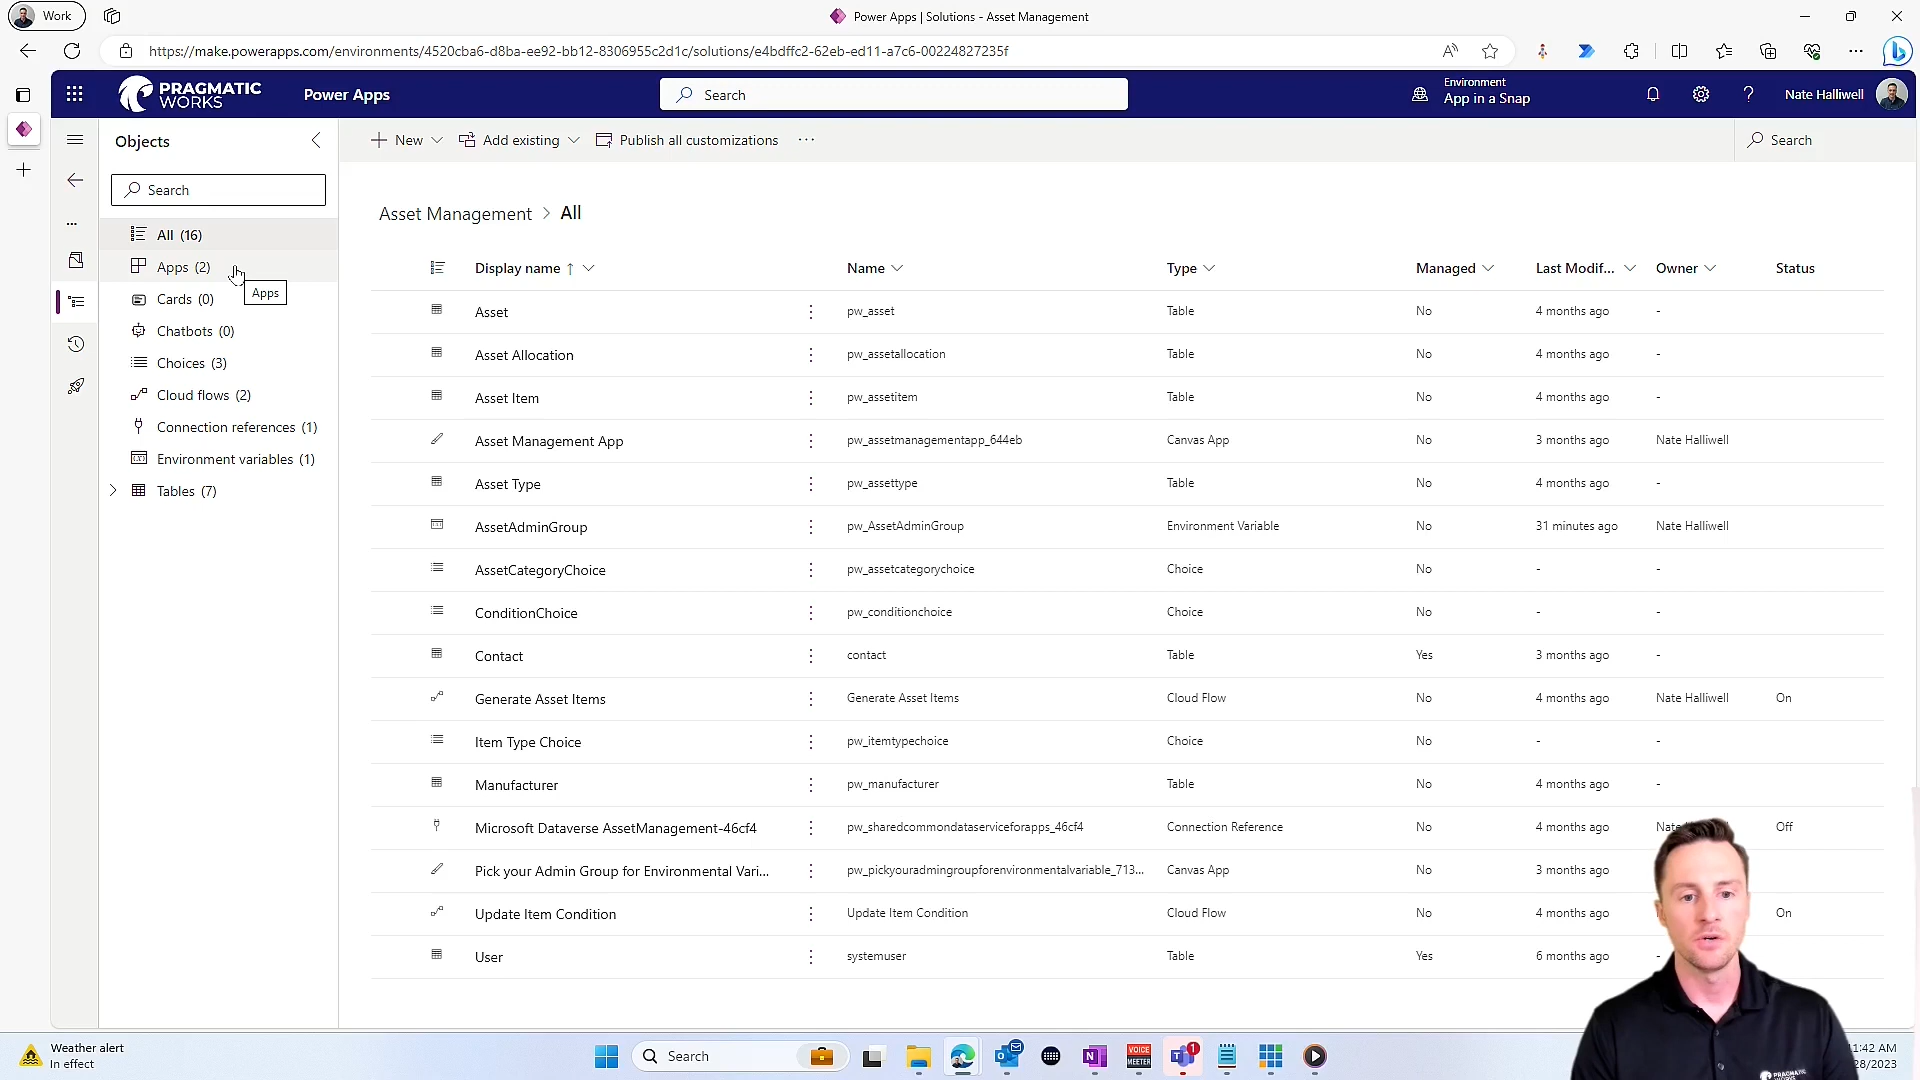 Work
Power Apps | Solutions - Asset Management
https://make.powerapps.com/environments/4520cba6-d8ba-ee92-bb12-8306955c2d1c/solutions/e4bdffc2-62eb-ed11-a7c6-00224827235f
PRAGMATIC WORKS
Power Apps
Search
Environment
App in a Snap
Nate Halliwell
Objects
New
Add existing
Publish all customizations
Search
Search
All (16)
Apps (2)
Apps
Cards (0)
Chatbots (0)
Choices (3)
Cloud flows (2)
Connection references (1)
Environment variables (1)
Tables (7)
Asset Management > All
Display name ↑ Name Type Managed Last Modif... Owner Status
Asset pw_asset Table No 4 months ago -
Asset Allocation pw_assetallocation Table No 4 months ago -
Asset Item pw_assetitem Table No 4 months ago -
Asset Management App pw_assetmanagementapp_644eb Canvas App No 3 months ago Nate Halliwell
Asset Type pw_assettype Table No 4 months ago -
AssetAdminGroup pw_AssetAdminGroup Environment Variable No 31 minutes ago Nate Halliwell
AssetCategoryChoice pw_assetcategorychoice Choice No - -
ConditionChoice pw_conditionchoice Choice No - -
Contact contact Table Yes 3 months ago -
Generate Asset Items Generate Asset Items Cloud Flow No 4 months ago Nate Halliwell On
Item Type Choice pw_itemtypechoice Choice No - -
Manufacturer pw_manufacturer Table No 4 months ago -
Microsoft Dataverse AssetManagement-46cf4 pw_sharedcommondataserviceforapps_46cf4 Connection Reference No 4 months ago Off
Pick your Admin Group for Environmental Vari... pw_pickyouradmingroupforenvironmentalvariable_713... Canvas App No 3 months ago
Update Item Condition Update Item Condition Cloud Flow No 4 months ago On
User systemuser Table Yes 6 months ago -
Weather alert
In effect
Search
VOICE MEETER
1
:42 AM
28/2023
PRAGMATIC